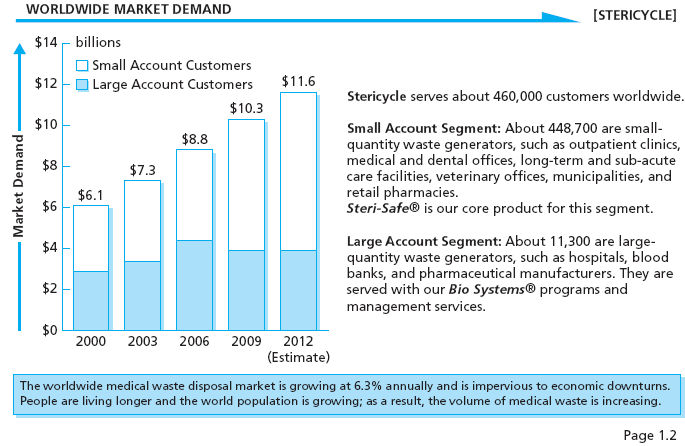 WORLDWIDE MARKET DEMAND
[STERICYCLE]
$14 billions
Small Account Customers
Large Account Customers
$12
$10
$8
$6
$4
$2
$0
Market Demand
$6.1
$7.3
$8.8
$10.3
$11.6
2000 2003 2006 2009 2012
(Estimate)
Stericycle serves about 460,000 customers worldwide.
Small Account Segment: About 448,700 are small-
quantity waste generators, such as outpatient clinics,
medical and dental offices, long-term and sub-acute
care facilities, veterinary offices, municipalities, and
retail pharmacies.
Steri-Safe® is our core product for this segment.
Large Account Segment: About 11,300 are large-
quantity waste generators, such as hospitals, blood
banks, and pharmaceutical manufacturers. They are
served with our Bio Systems® programs and
management services.
The worldwide medical waste disposal market is growing at 6.3% annually and is impervious to economic downturns.
People are living longer and the world population is growing; as a result, the volume of medical waste is increasing.
Page 1.2